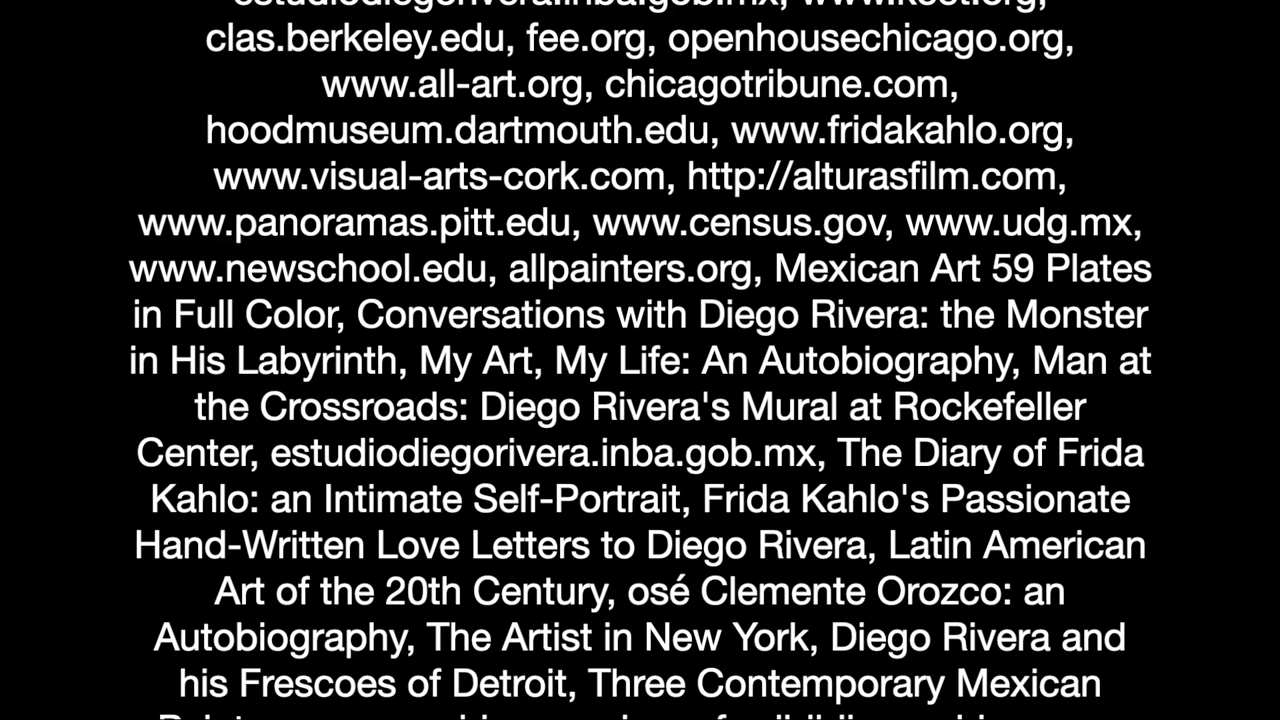 estudiodiegorivera.inba.gob.mx,
clas.berkeley.edu, fee.org, openhousechicago.org,
www.all-art.org, chicagotribune.com,
hoodmuseum.dartmouth.edu, www.fridakahlo.org,
www.visual-arts-cork.com, http://alturasfilm.com,
www.panoramas.pitt.edu, www.census.gov, www.udg.mx,
www.newschool.edu, allpainters.org, Mexican Art 59 Plates
in Full Color, Conversations with Diego Rivera: the Monster
in His Labyrinth, My Art, My Life: An Autobiography, Man at
the Crossroads: Diego Rivera's Mural at Rockefeller
Center, estudiodiegorivera.inba.gob.mx, The Diary of Frida
Kahlo: an Intimate Self-Portrait, Frida Kahlo's Passionate
Hand-Written Love Letters to Diego Rivera, Latin American
Art of the 20th Century, osé Clemente Orozco: an
Autobiography, The Artist in New York, Diego Rivera and
his Frescoes of Detroit, Three Contemporary Mexican